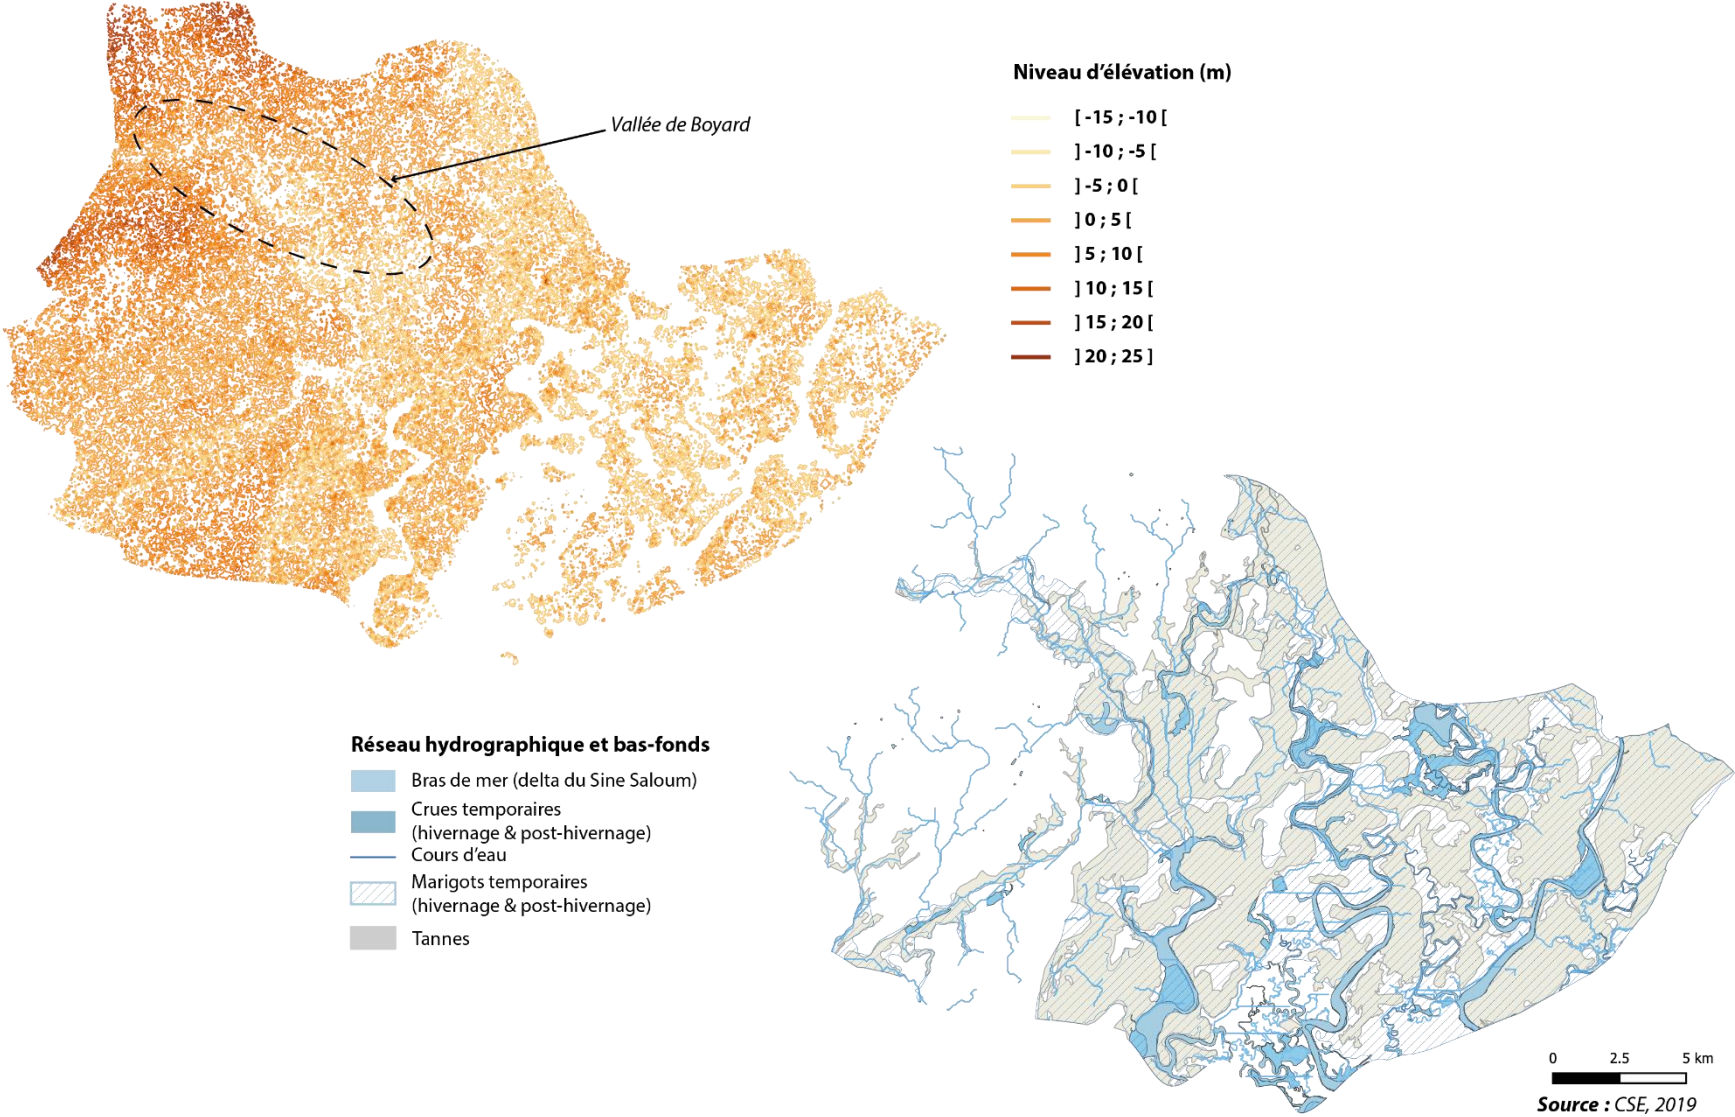 Niveau d’élévation (m)
[ -15 ; -10 [
] -10 ; -5 [
] -5 ; 0 [
] 0 ; 5 [
] 5 ; 10 [
] 10 ; 15 [
] 15 ; 20 [
] 20 ; 25 ]
Vallée de Boyard
Réseau hydrographique et bas-fonds
Bras de mer (delta du Sine Saloum)
Crues temporaires
(hivernage & post-hivernage)
Cours d’eau
Marigots temporaires
(hivernage & post-hivernage)
Tannes
0 2.5 5 km
Source : CSE, 2019